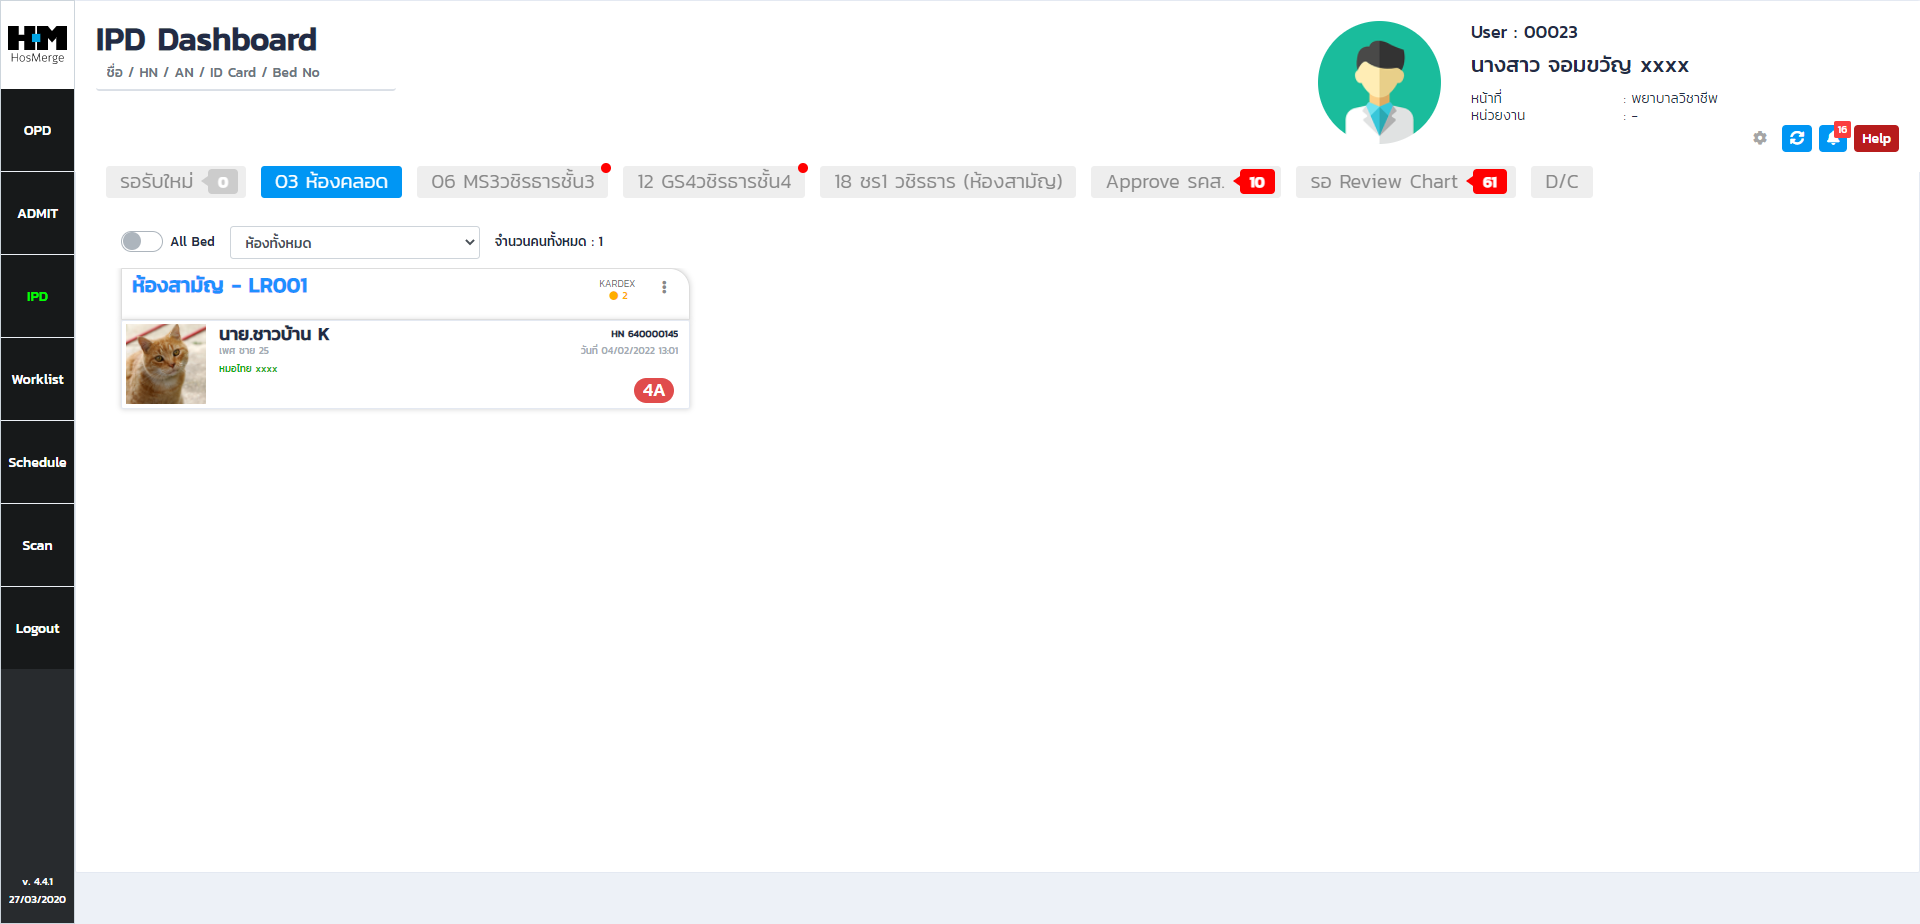 HM
HosMerge
OPD
ADMIT
IPD
Worklist
Schedule
Scan
Logout
v. 4.4.1
27/03/2020
IPD Dashboard
ชื่อ / HN / AN / ID Card / Bed No
User : 00023
นางสาว จอมขวัญ xxxx
หน้าที่ : พยาบาลวิชาชีพ
หน่วยงาน : -
16
Help
รอรับใหม่ 0
03 ห้องคลอด
06 MS3วชิรธารชั้น3
12 GS4วชิรธารชั้น4
18 ชร1 วชิรธาร (ห้องสามัญ)
Approve รคส. 10
รอ Review Chart 61
D/C
All Bed
ห้องทั้งหมด
จำนวนคนทั้งหมด : 1
ห้องสามัญ - LR001
KARDEX
2
นาย.ชาวบ้าน K
HN 640000145
เพศ ชาย 25
วันที่ 04/02/2022 13:01
หมอไทย xxxx
4A